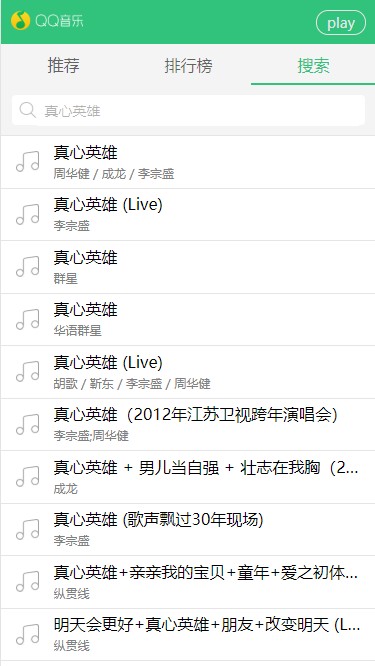 QQ音乐
play
推荐
排行榜
搜索
真心英雄
真心英雄
周华健 / 成龙 / 李宗盛
真心英雄 (Live)
李宗盛
真心英雄
群星
真心英雄
华语群星
真心英雄 (Live)
胡歌 / 靳东 / 李宗盛 / 周华健
真心英雄（2012年江苏卫视跨年演唱会）
李宗盛;周华健
真心英雄 + 男儿当自强 + 壮志在我胸（2...
成龙
真心英雄 (歌声飘过30年现场)
李宗盛
真心英雄+亲亲我的宝贝+童年+爱之初体...
纵贯线
明天会更好+真心英雄+朋友+改变明天 (L...
纵贯线